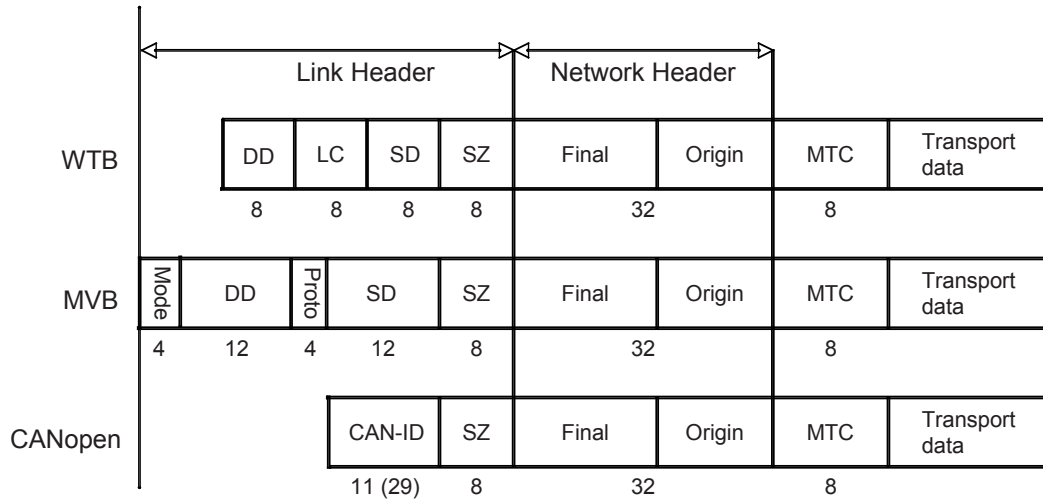 Link Header Network Header
WTB DD LC SD SZ Final Origin MTC Transport
data
8 8 8 8 32 8
MVB Mode DD Proto SD SZ Final Origin MTC Transport
data
4 12 4 12 8 32 8
CANopen CAN-ID SZ Final Origin MTC Transport
data
11 (29) 8 32 8